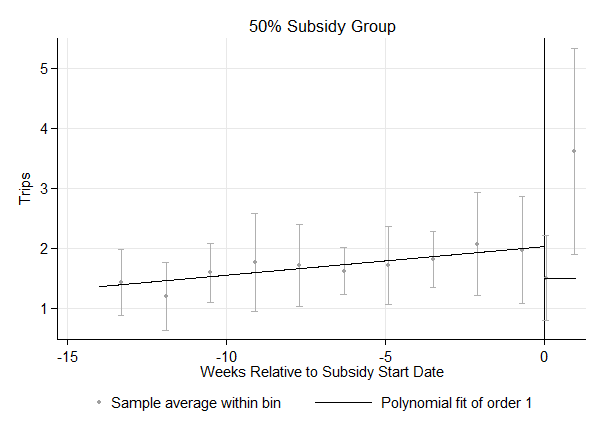 50% Subsidy Group
Trips
5
4
3
2
1
-15 -10 -5 0
Weeks Relative to Subsidy Start Date
Sample average within bin Polynomial fit of order 1